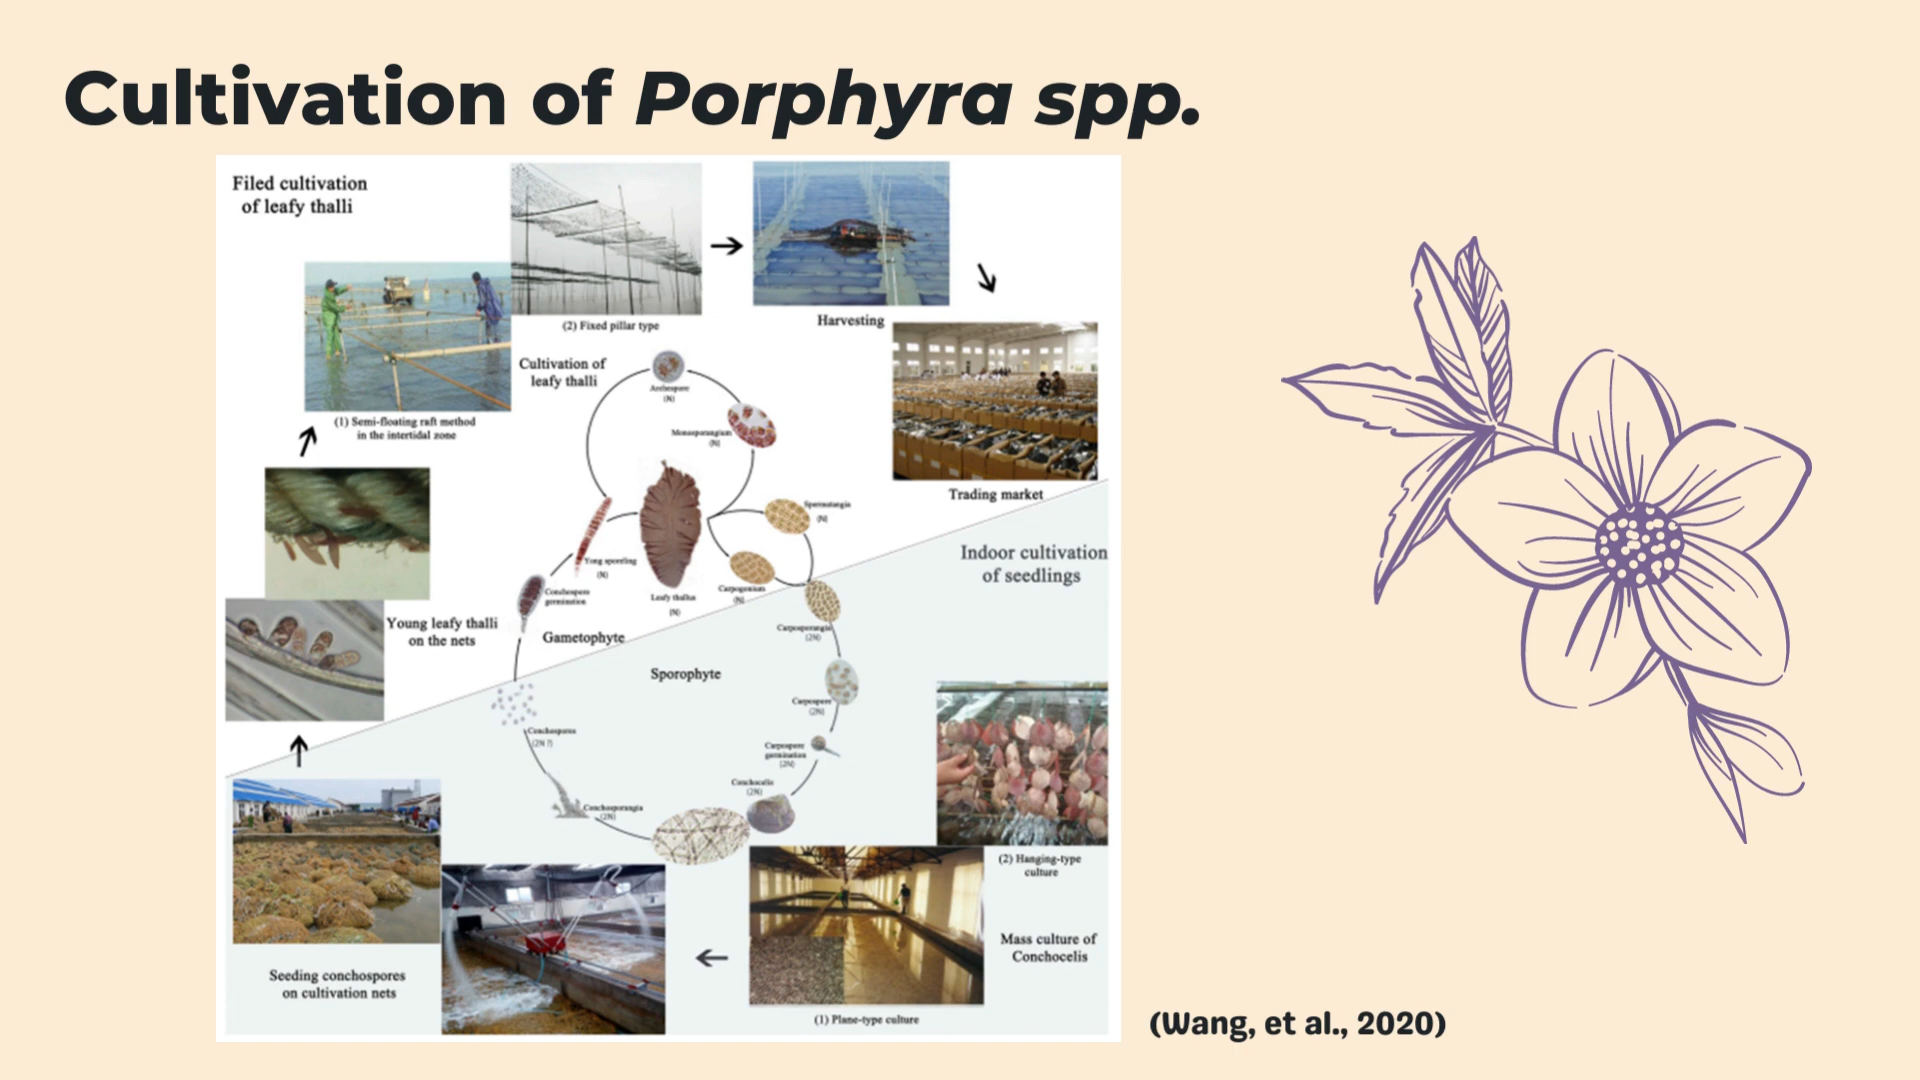 Cultivation of Porphyra spp.
Filed cultivation
of leafy thalli
(2) Fixed pillar type
Harvesting
(1) Semi-floating raft method
in the intertidal zone
Cultivation of
leafy thalli
Archespore
(N)
Monosporangium
(N)
Trading market
Spermatangia
(N)
Yong sporeling
(N)
Conchospore
germination
Leafy thallus
(N)
Carpogonium
(N)
Indoor cultivation
of seedlings
Young leafy thalli
on the nets
Gametophyte
Carposporangia
(2N)
Sporophyte
Carpospore
(2N)
Conchospores
(2N ?)
Carpospore
germination
(2N)
Conchocelis
(2N)
Conchosporangia
(2N)
(2) Hanging-type
culture
Mass culture of
Conchocelis
Seeding conchospores
on cultivation nets
(1) Plane-type culture
(Wang, et al., 2020)